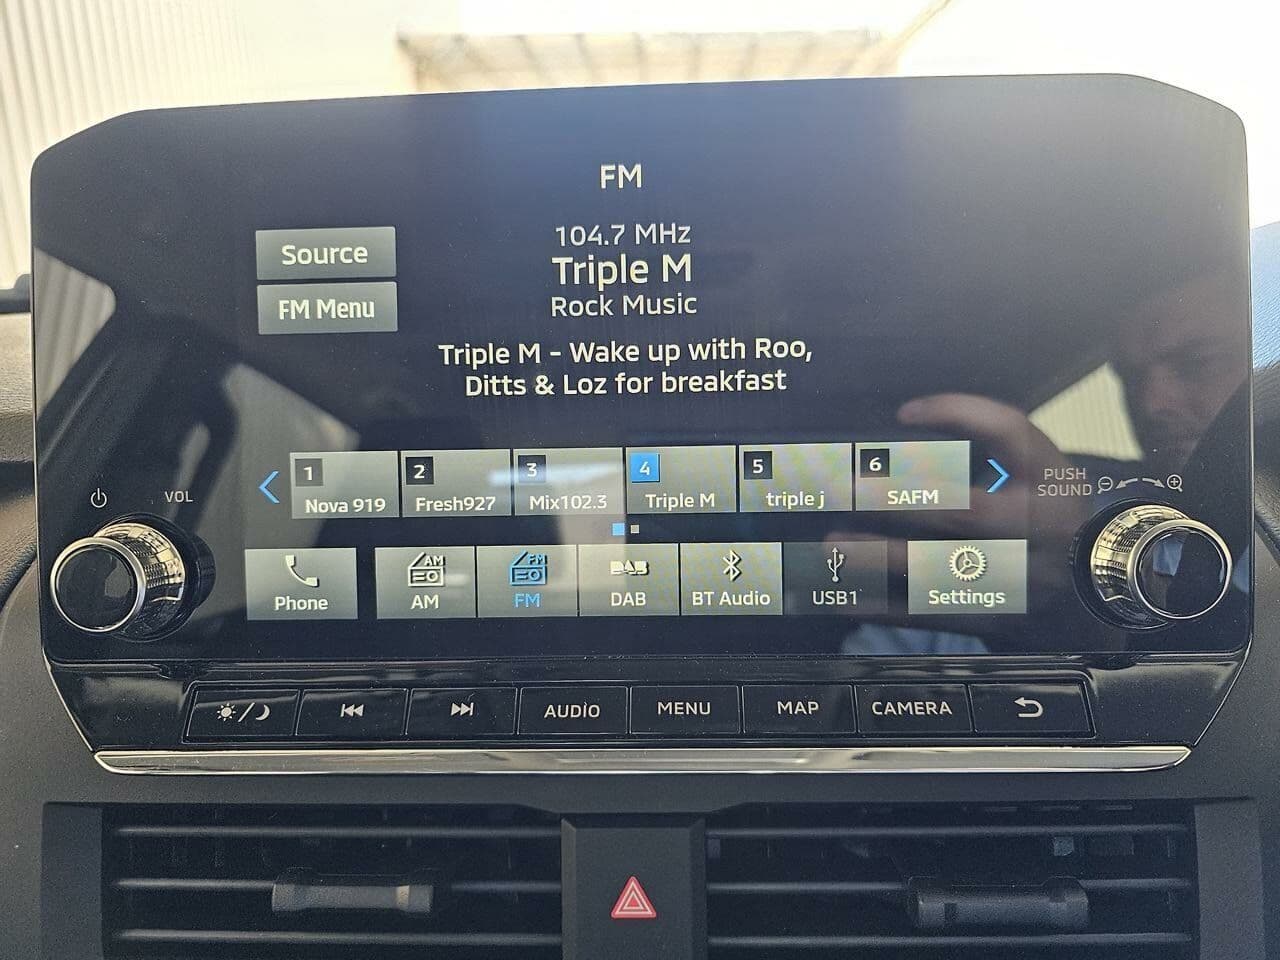 FM
104.7 MHz
Source
Triple M
FM Menu
Rock Music
Triple M - Wake up with Roo,
Ditts & Loz for breakfast
1 Nova 919
2 Fresh927
3 Mix102.3
4 Triple M
5 triple j
6 SAFM
VOL
PUSH
SOUND
Phone
AM AM
FM FM
DAB DAB
BT Audio
USB1
Settings
AUDIO
MENU
MAP
CAMERA